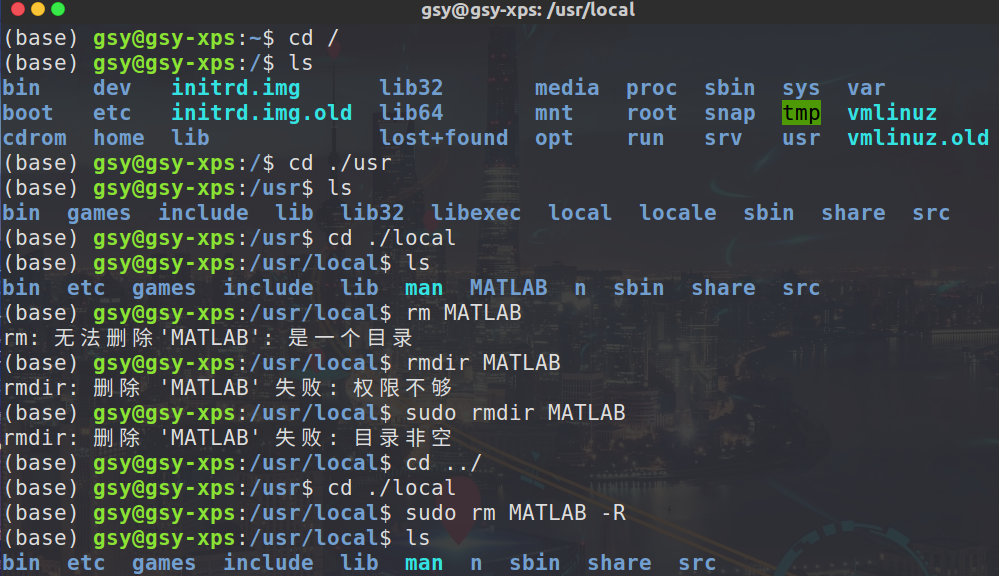 gsy@gsy-xps: /usr/local
(base) gsy@gsy-xps:~$ cd /
(base) gsy@gsy-xps:/$ ls
bin dev initrd.img lib32 media proc sbin sys var
boot etc initrd.img.old lib64 mnt root snap tmp vmlinuz
cdrom home lib lost+found opt run srv usr vmlinuz.old
(base) gsy@gsy-xps:/$ cd ./usr
(base) gsy@gsy-xps:/usr$ ls
bin games include lib lib32 libexec local locale sbin share src
(base) gsy@gsy-xps:/usr$ cd ./local
(base) gsy@gsy-xps:/usr/local$ ls
bin etc games include lib man MATLAB n sbin share src
(base) gsy@gsy-xps:/usr/local$ rm MATLAB
rm: 无法删除'MATLAB': 是一个目录
(base) gsy@gsy-xps:/usr/local$ rmdir MATLAB
rmdir: 删除 'MATLAB' 失败: 权限不够
(base) gsy@gsy-xps:/usr/local$ sudo rmdir MATLAB
rmdir: 删除 'MATLAB' 失败: 目录非空
(base) gsy@gsy-xps:/usr/local$ cd ../
(base) gsy@gsy-xps:/usr$ cd ./local
(base) gsy@gsy-xps:/usr/local$ sudo rm MATLAB -R
(base) gsy@gsy-xps:/usr/local$ ls
bin etc games include lib man n sbin share src